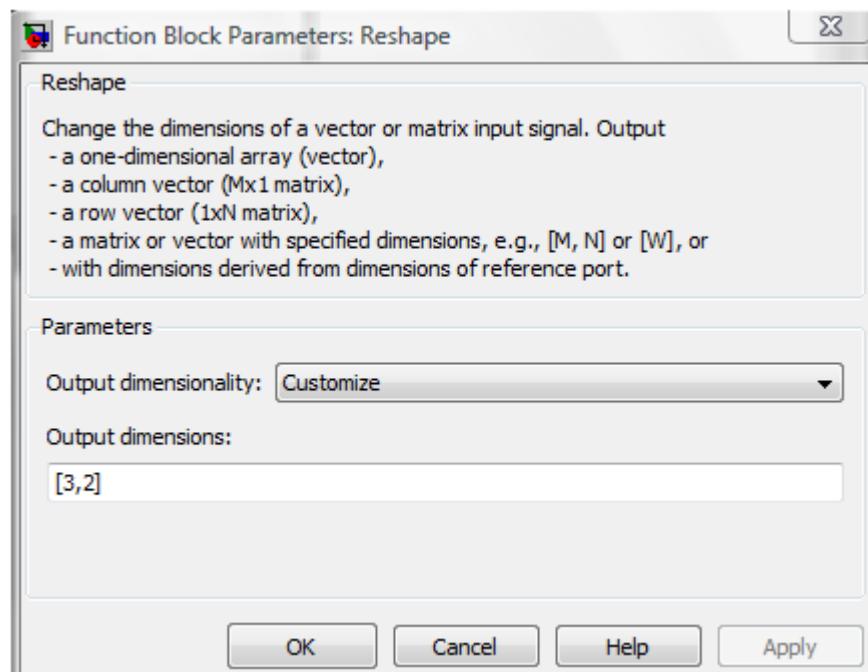 Function Block Parameters: Reshape
Reshape
Change the dimensions of a vector or matrix input signal. Output
- a one-dimensional array (vector),
- a column vector (Mx1 matrix),
- a row vector (1xN matrix),
- a matrix or vector with specified dimensions, e.g., [M, N] or [W], or
- with dimensions derived from dimensions of reference port.
Parameters
Output dimensionality: Customize
Output dimensions:
[3,2]
OK Cancel Help Apply